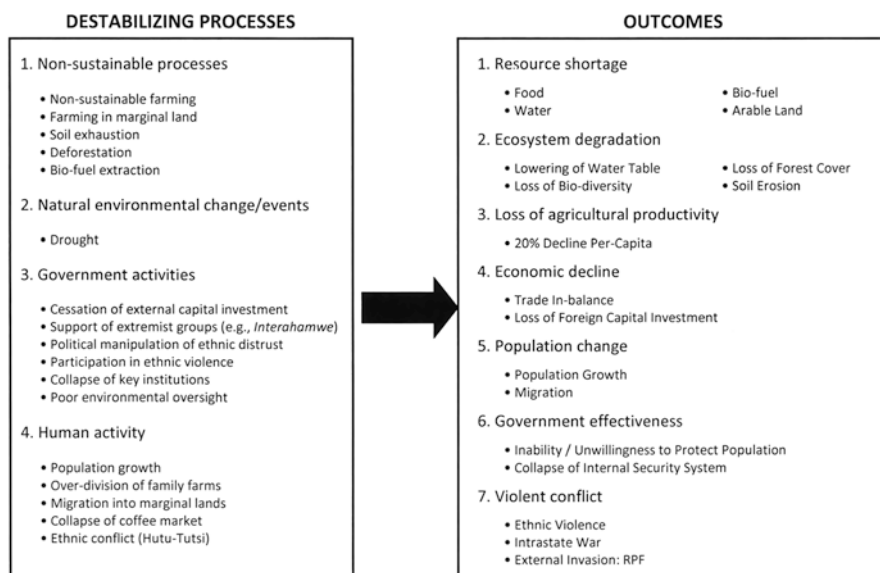 DESTABILIZING PROCESSES
1. Non-sustainable processes
• Non-sustainable farming
• Farming in marginal land
• Soil exhaustion
• Deforestation
• Bio-fuel extraction
2. Natural environmental change/events
• Drought
3. Government activities
• Cessation of external capital investment
• Support of extremist groups (e.g., Interahamwe)
• Political manipulation of ethnic distrust
• Participation in ethnic violence
• Collapse of key institutions
• Poor environmental oversight
4. Human activity
• Population growth
• Over-division of family farms
• Migration into marginal lands
• Collapse of coffee market
• Ethnic conflict (Hutu-Tutsi)
OUTCOMES
1. Resource shortage
• Food • Bio-fuel
• Water • Arable Land
2. Ecosystem degradation
• Lowering of Water Table • Loss of Forest Cover
• Loss of Bio-diversity • Soil Erosion
3. Loss of agricultural productivity
• 20% Decline Per-Capita
4. Economic decline
• Trade In-balance
• Loss of Foreign Capital Investment
5. Population change
• Population Growth
• Migration
6. Government effectiveness
• Inability / Unwillingness to Protect Population
• Collapse of Internal Security System
7. Violent conflict
• Ethnic Violence
• Intrastate War
• External Invasion: RPF